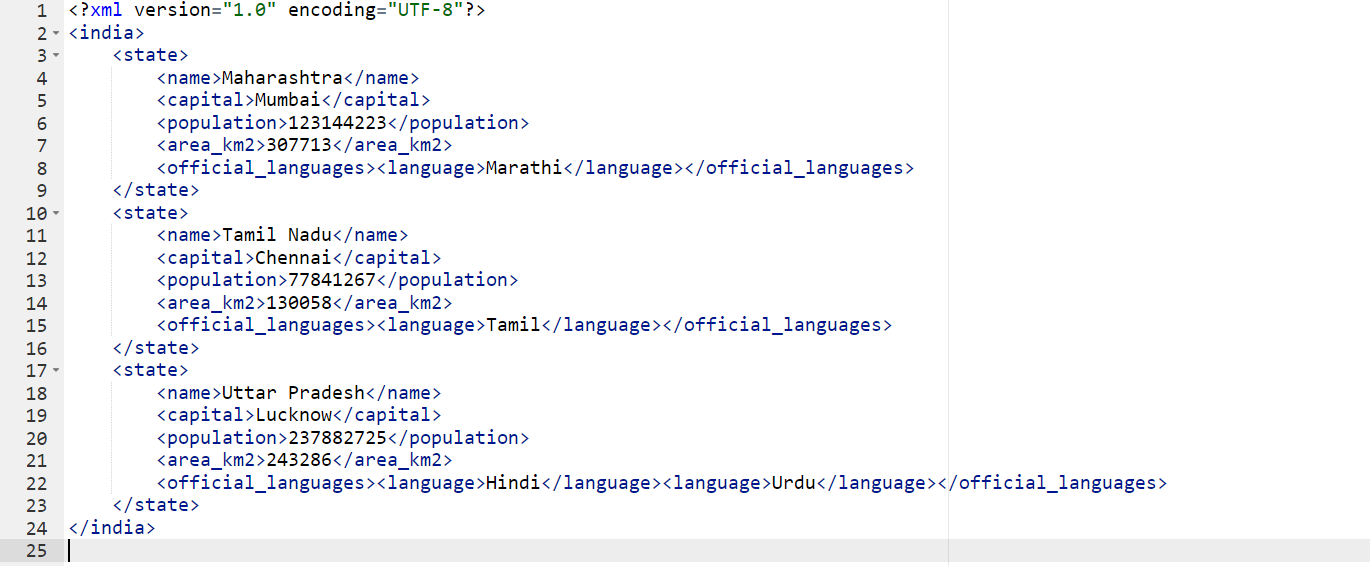 1 <?xml version="1.0" encoding="UTF-8"?>
2 <india>
3     <state>
4         <name>Maharashtra</name>
5         <capital>Mumbai</capital>
6         <population>123144223</population>
7         <area_km2>307713</area_km2>
8         <official_languages><language>Marathi</language></official_languages>
9     </state>
10     <state>
11         <name>Tamil Nadu</name>
12         <capital>Chennai</capital>
13         <population>77841267</population>
14         <area_km2>130058</area_km2>
15         <official_languages><language>Tamil</language></official_languages>
16     </state>
17     <state>
18         <name>Uttar Pradesh</name>
19         <capital>Lucknow</capital>
20         <population>237882725</population>
21         <area_km2>243286</area_km2>
22         <official_languages><language>Hindi</language><language>Urdu</language></official_languages>
23     </state>
24 </india>
25